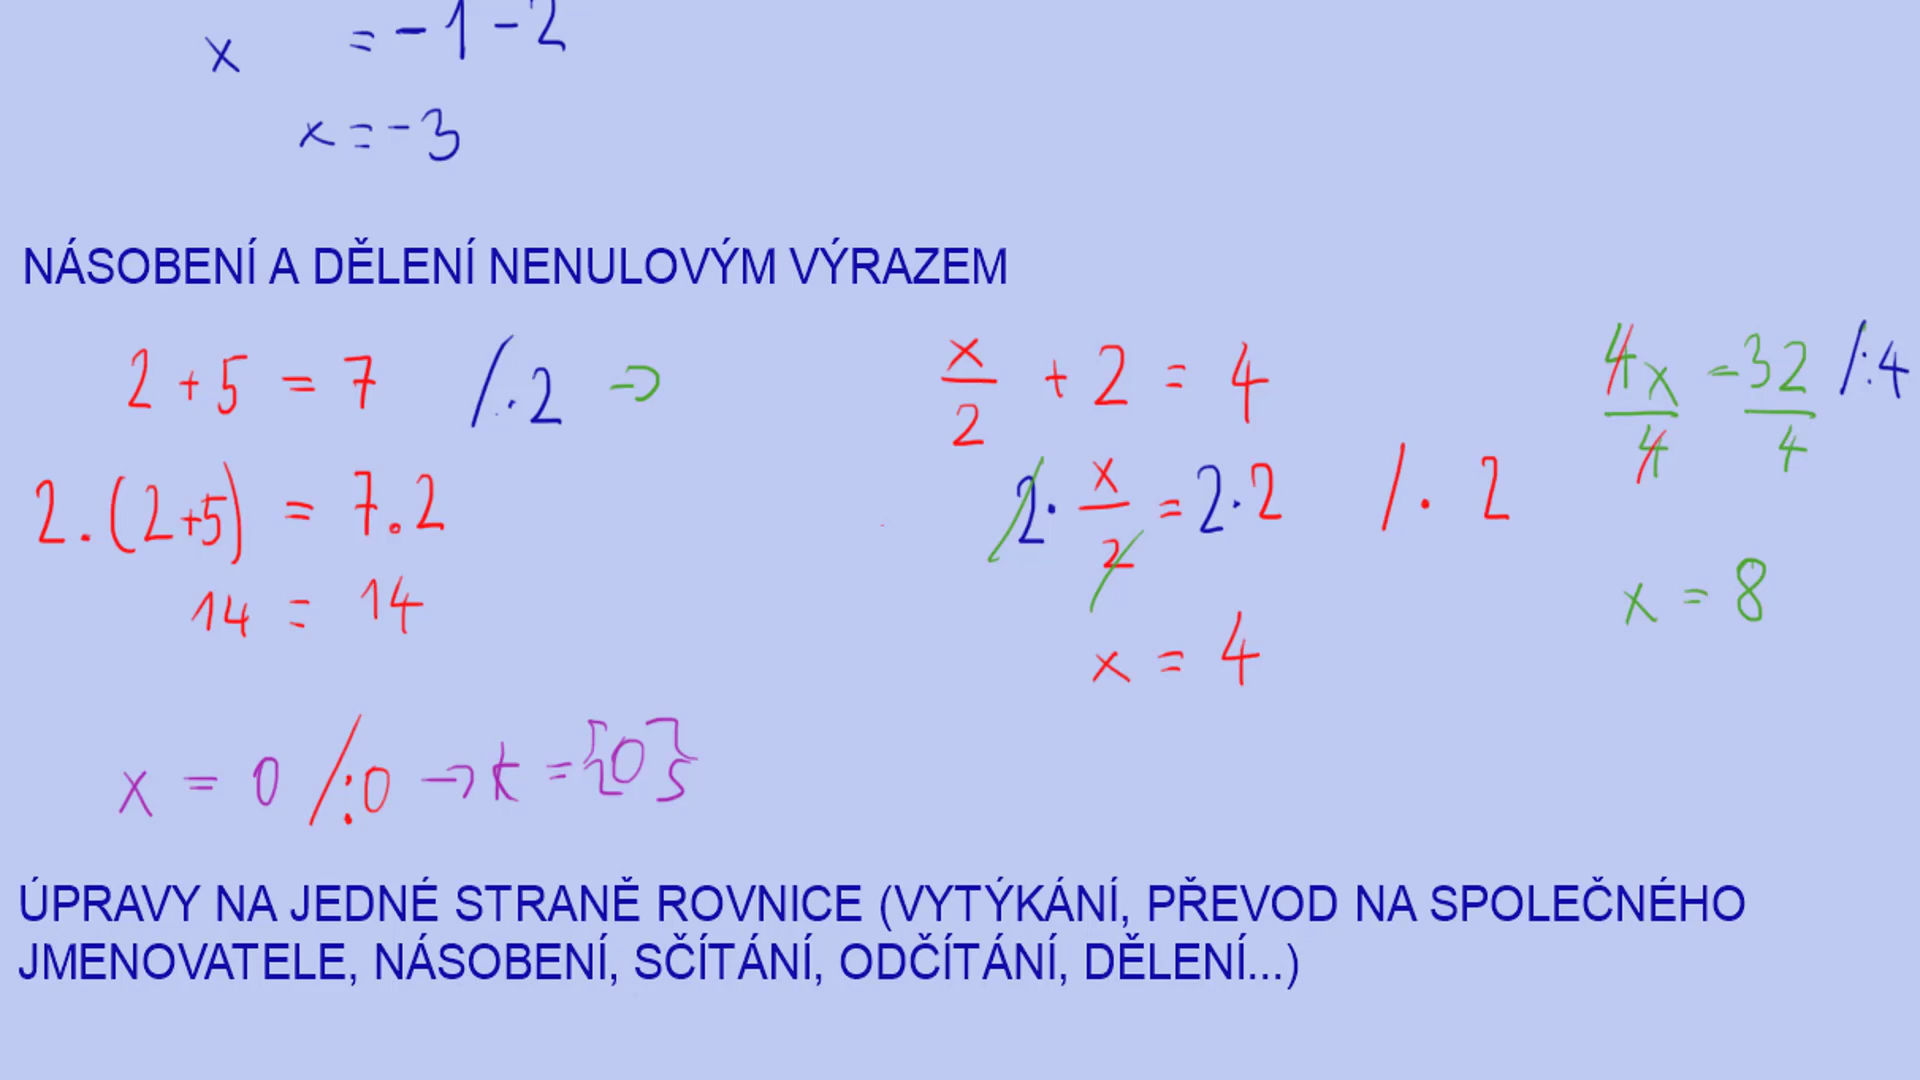 x = -1 - 2
x = -3
NÁSOBENÍ A DĚLENÍ NENULOVÝM VÝRAZEM
2 + 5 = 7 /·2 →
2·(2+5) = 7·2
14 = 14
x/2 + 2 = 4
2· x/2 = 2·2 /· 2
x = 4
4x/4 = 32/4 /:4
x = 8
x = 0 /:0 → K = {0}
ÚPRAVY NA JEDNÉ STRANĚ ROVNICE (VYTÝKÁNÍ, PŘEVOD NA SPOLEČNÉHO
JMENOVATELE, NÁSOBENÍ, SČÍTÁNÍ, ODČÍTÁNÍ, DĚLENÍ...)